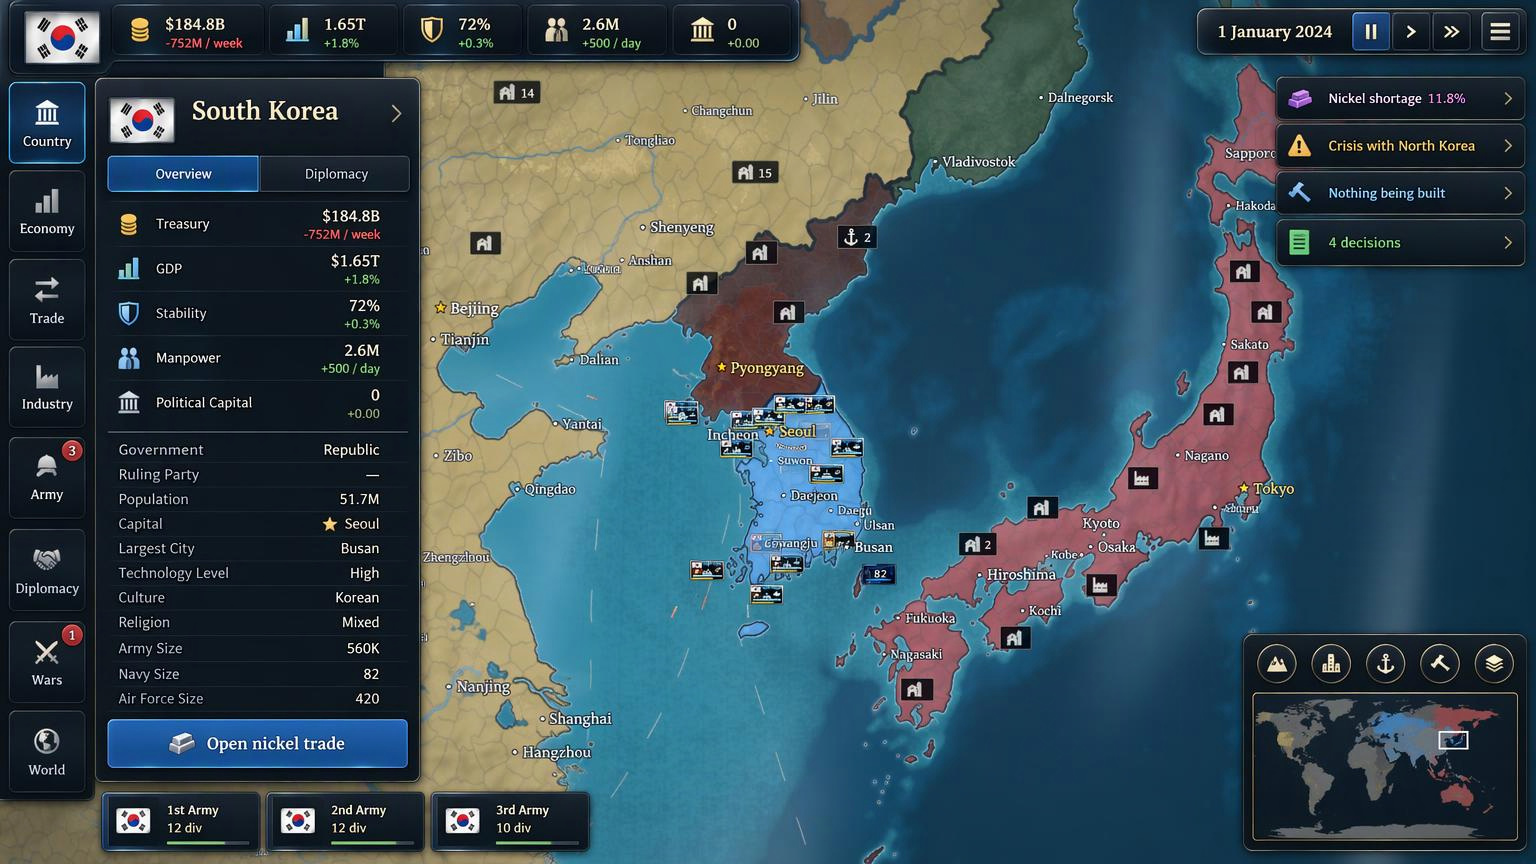 $184.8B
-752M / week
1.65T
+1.8%
72%
+0.3%
2.6M
+500 / day
0
+0.00
1 January 2024
Country
Economy
Trade
Industry
3
Army
Diplomacy
1
Wars
World
South Korea
Overview
Diplomacy
Treasury
$184.8B
-752M / week
GDP
$1.65T
+1.8%
Stability
72%
+0.3%
Manpower
2.6M
+500 / day
Political Capital
0
+0.00
Government Republic
Ruling Party —
Population 51.7M
Capital Seoul
Largest City Busan
Technology Level High
Culture Korean
Religion Mixed
Army Size 560K
Navy Size 82
Air Force Size 420
Open nickel trade
1st Army
12 div
2nd Army
12 div
3rd Army
10 div
Nickel shortage 11.8%
Crisis with North Korea
Nothing being built
4 decisions
14
Changchun
Jilin
Dalnegorsk
Tongliao
15
Vladivostok
Sapporo
Hakoda
Shenyeng
2
Anshan
Bejjing
Tianjin
Dalian
Pyongyang
Sakato
Yantai
Incheon
Seoul
Suwon
Zibo
Nagano
Qingdao
Daejeon
Daegu
Ulsan
Tokyo
Kyoto
Busan
Osaka
Kobe
2
Zhengzhou
82
Hiroshima
Kochi
Fukuoka
Nagasaki
Nanjing
Shanghai
Hangzhou